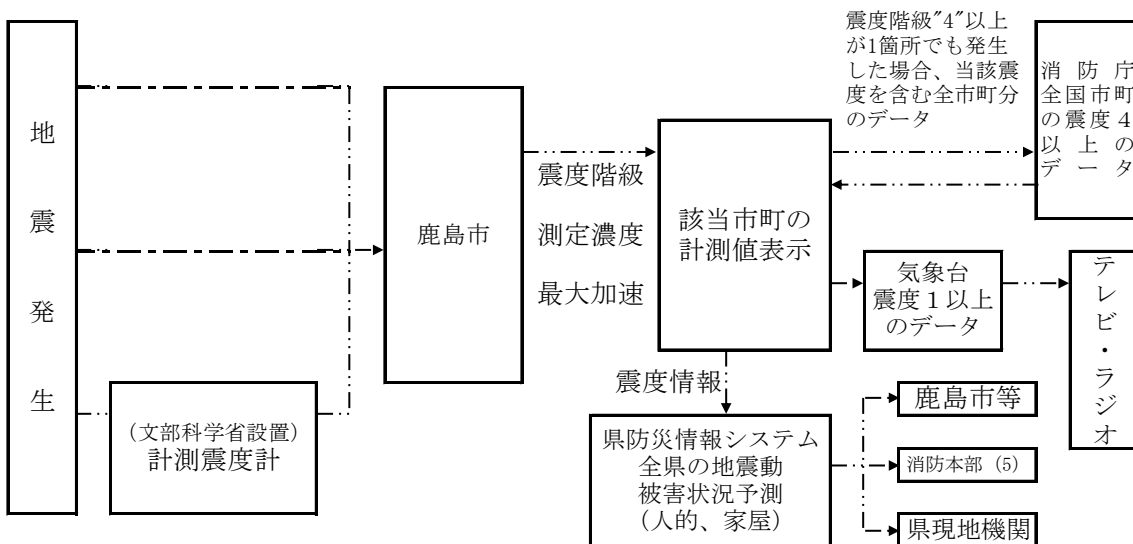 地震発生
(文部科学省設置)
計測震度計
鹿島市
震度階級
測定濃度
最大加速
該当市町の
計測値表示
震度階級"4"以上
が1箇所でも発生
した場合、当該震
度を含む全市町分
のデータ
消防庁
全国市町
の震度4
以上の
データ
気象台
震度1以上
のデータ
テレビ・ラジオ
震度情報
県防災情報システム
全県の地震動
被害状況予測
(人的、家屋)
鹿島市等
消防本部(5)
県現地機関